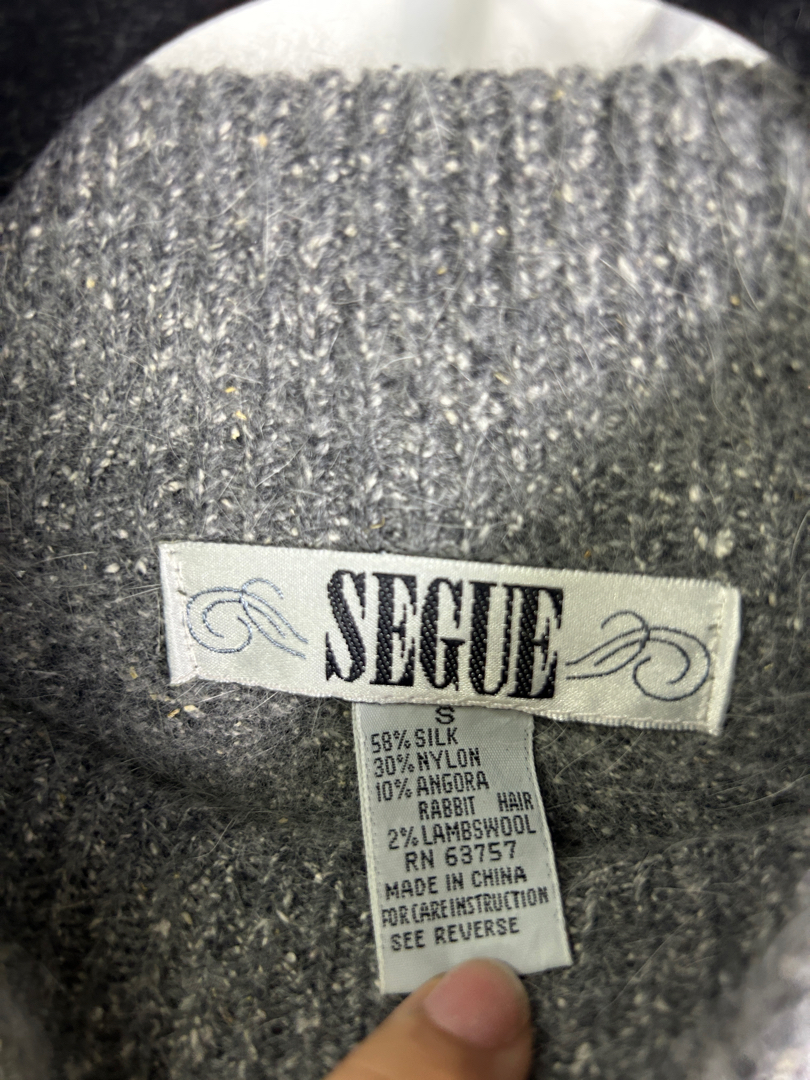 SEGUE
S
58% SILK
30% NYLON
10% ANGORA
RABBIT HAIR
2% LAMBSWOOL
RN 63757
MADE IN CHINA
FOR CARE INSTRUCTION
SEE REVERSE